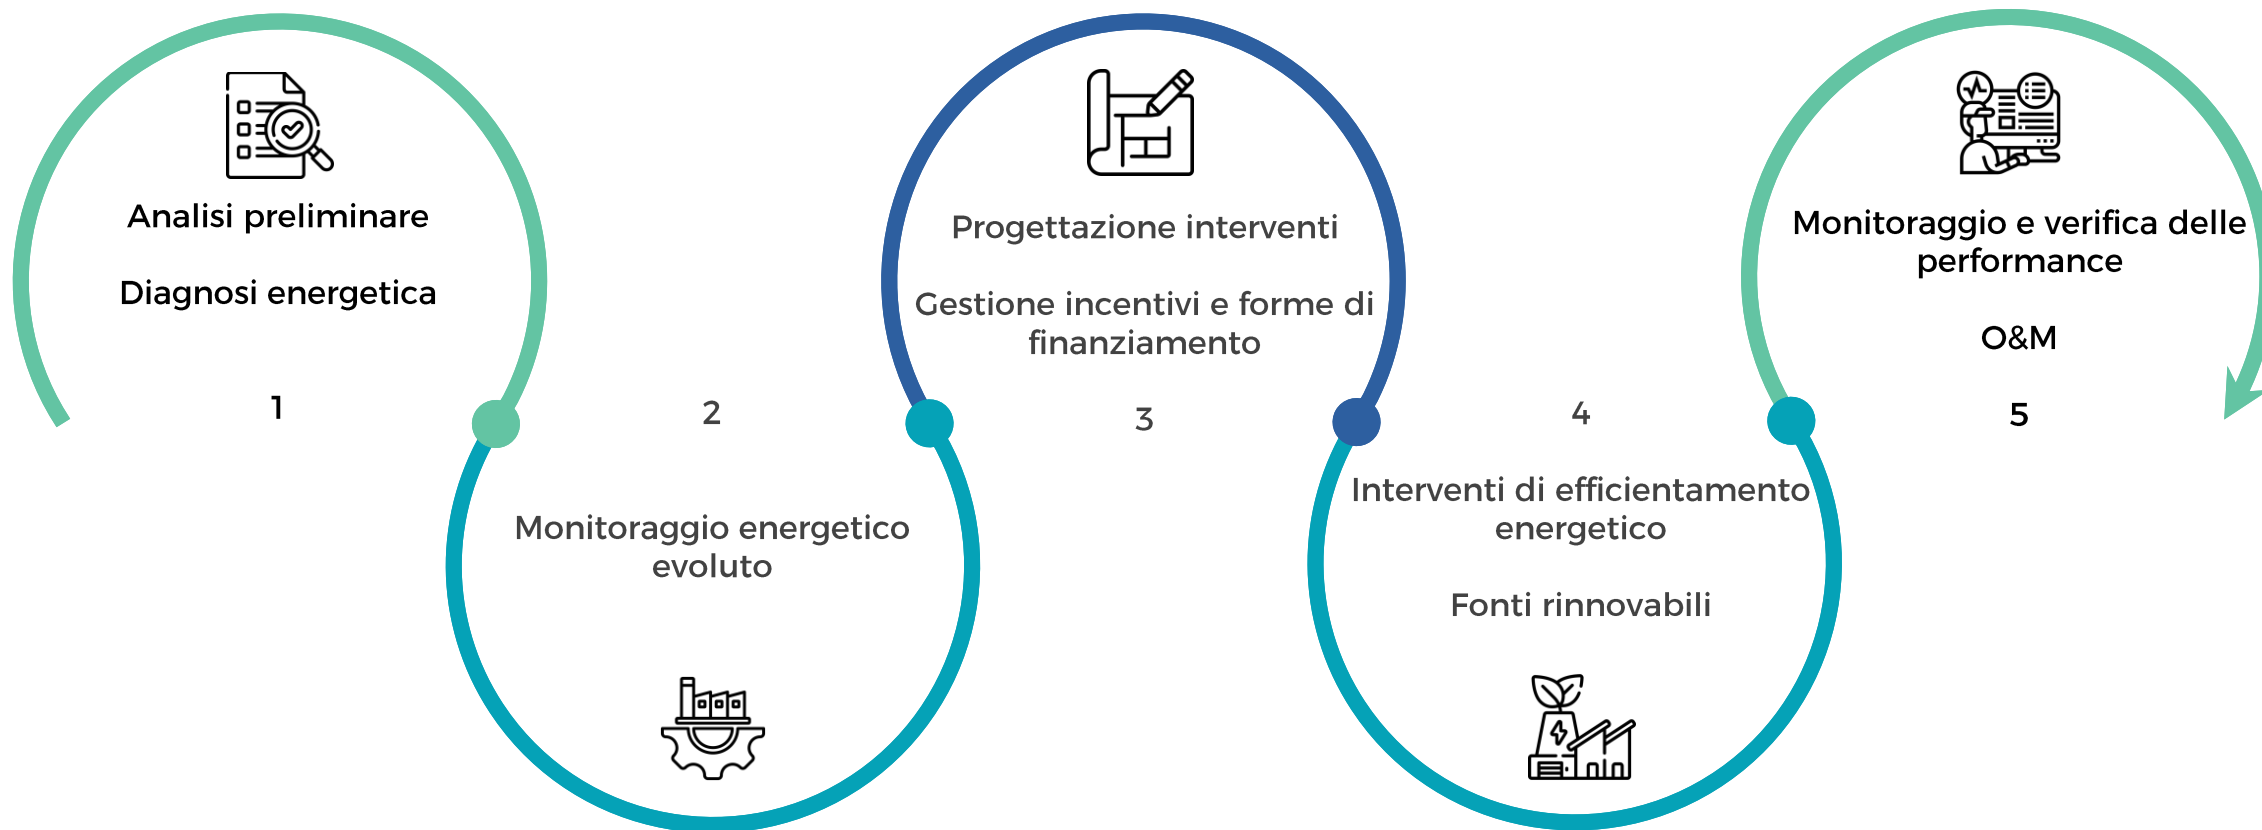 Analisi preliminare
Diagnosi energetica
1
2
Monitoraggio energetico
evoluto
Progettazione interventi
Gestione incentivi e forme di
finanziamento
3
4
Interventi di efficientamento
energetico
Fonti rinnovabili
Monitoraggio e verifica delle
performance
O&M
5